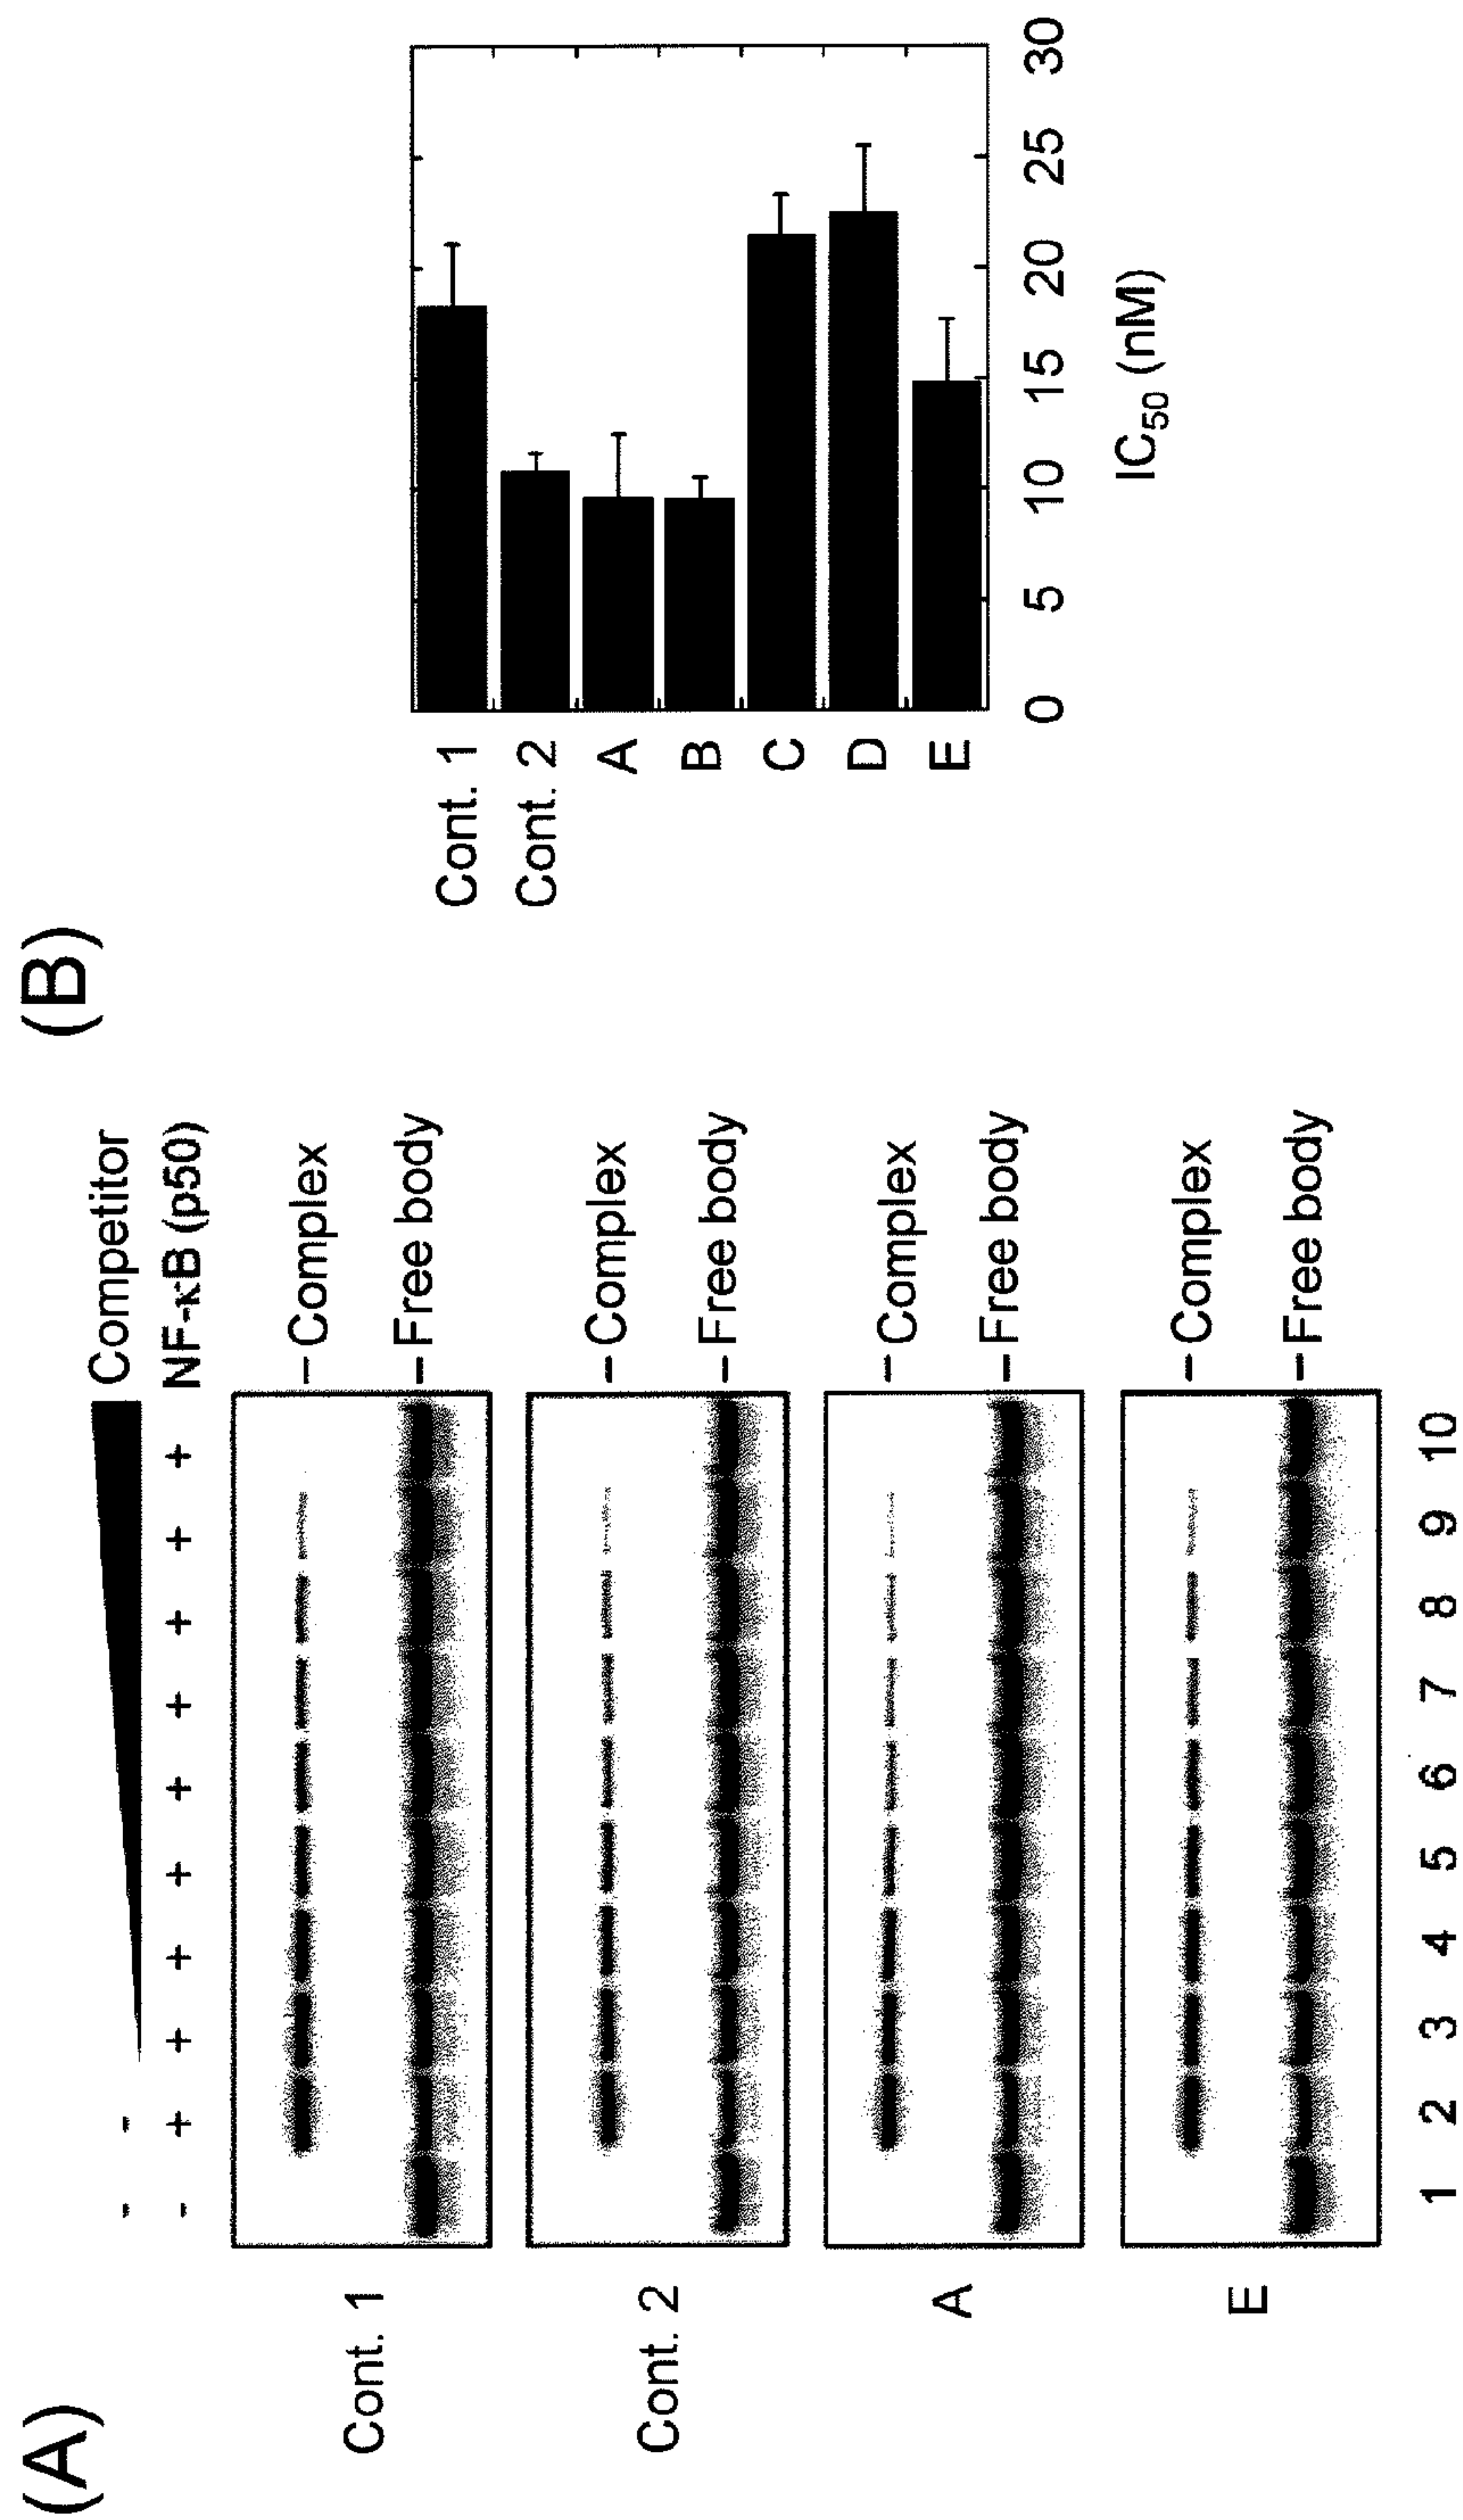 (A)
Competitor
- + + + + + + + + + NF-κB (p50)
- -
Cont. 1
Complex
Free body
Cont. 2
Complex
Free body
A
Complex
Free body
E
Complex
Free body
1 2 3 4 5 6 7 8 9 10
(B)
Cont. 1
Cont. 2
A
B
C
D
E
0 5 10 15 20 25 30
IC50 (nM)